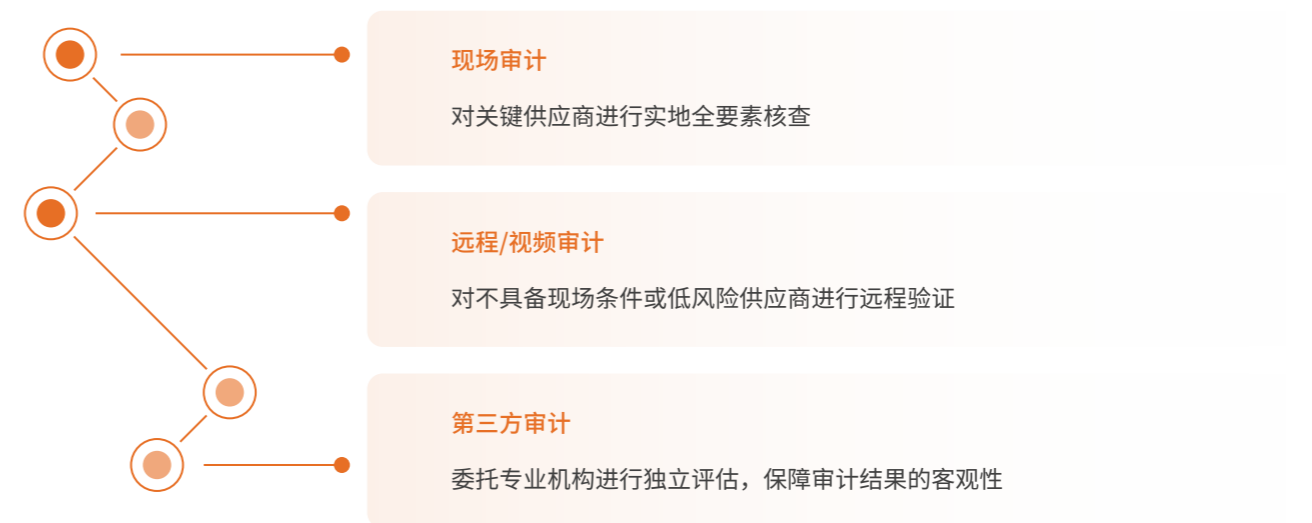 现场审计
对关键供应商进行实地全要素核查
远程/视频审计
对不具备现场条件或低风险供应商进行远程验证
第三方审计
委托专业机构进行独立评估，保障审计结果的客观性